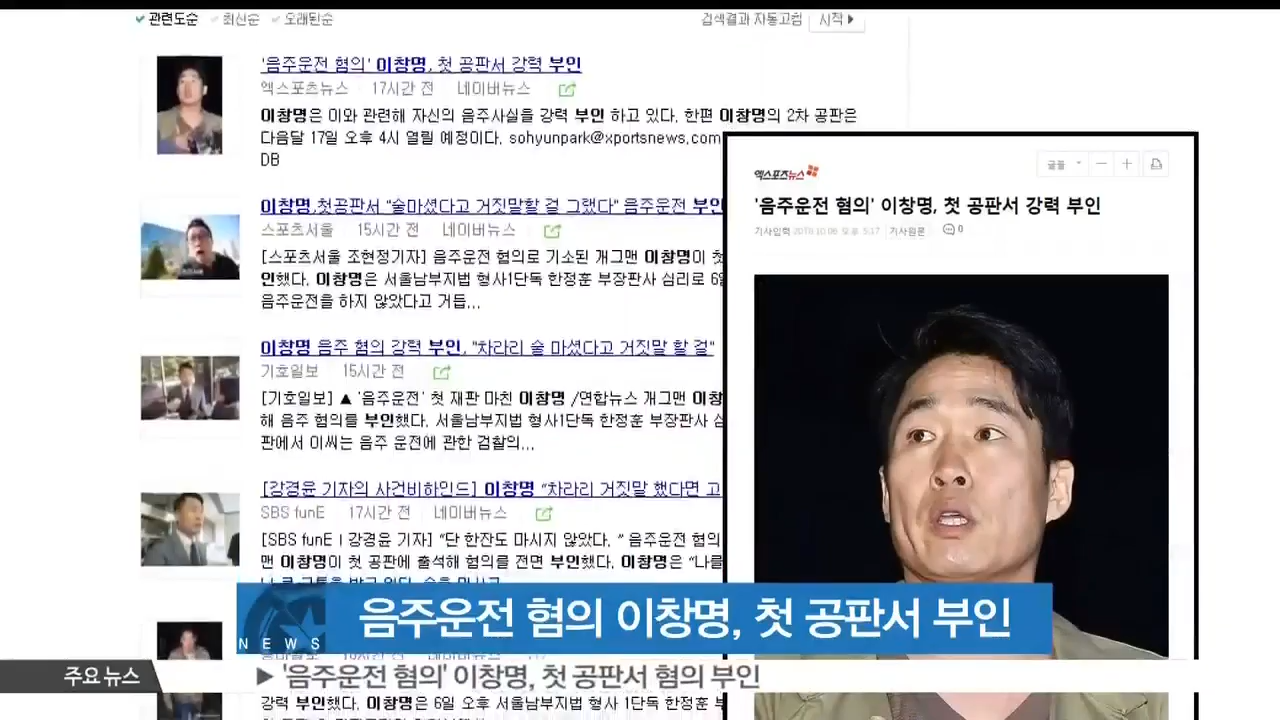 관련도순 최신순 오래된순 검색결과 자동고침 시작
'음주운전 혐의' 이창명, 첫 공판서 강력 부인
엑스포츠뉴스 17시간 전 네이버뉴스
이창명은 이와 관련해 자신의 음주사실을 강력 부인 하고 있다. 한편 이창명의 2차 공판은
다음달 17일 오후 4시 열릴 예정이다. sohyunpark@xportsnews.com
DB
이창명,첫공판서 "술마셨다고 거짓말할 걸 그랬다" 음주운전 부인
스포츠서울 15시간 전 네이버뉴스
[스포츠서울 조현정기자] 음주운전 혐의로 기소된 개그맨 이창명이 첫
인했다. 이창명은 서울남부지법 형사1단독 한정훈 부장판사 심리로 6일
음주운전을 하지 않았다고 거듭...
이창명 음주 혐의 강력 부인, "차라리 술 마셨다고 거짓말 할 걸"
기호일보 15시간 전
[기호일보] ▲ '음주운전' 첫 재판 마친 이창명 /연합뉴스 개그맨 이창
해 음주 혐의를 부인했다. 서울남부지법 형사1단독 한정훈 부장판사 심
판에서 이씨는 음주 운전에 관한 검찰의...
[강경윤 기자의 사건비하인드] 이창명 "차라리 거짓말 했다면 고
SBS funE 17시간 전 네이버뉴스
[SBS funE | 강경윤 기자] "단 한잔도 마시지 않았다. " 음주운전 혐의
맨 이창명이 첫 공판에 출석해 혐의를 전면 부인했다. 이창명은 "나를
강력 부인했다. 이창명은 6일 오후 서울남부지법 형사 1단독 한정훈 부
엑스포츠뉴스
글꼴
'음주운전 혐의' 이창명, 첫 공판서 강력 부인
기사입력 기사원문 0
NEWS
음주운전 혐의 이창명, 첫 공판서 부인
주요뉴스
▶ '음주운전 혐의' 이창명, 첫 공판서 혐의 부인